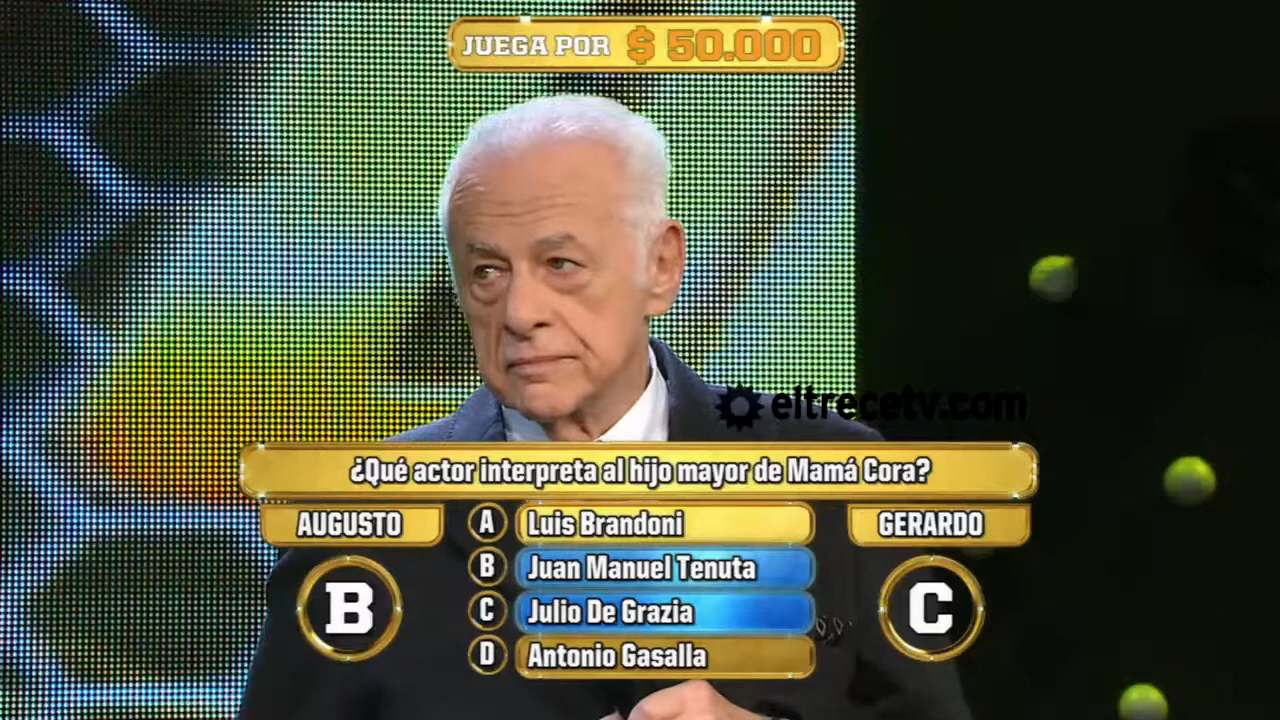 JUEGA POR $ 50.000
eltrecetv.com
¿Qué actor interpreta al hijo mayor de Mamá Cora?
AUGUSTO
B
A Luis Brandoni
B Juan Manuel Tenuta
C Julio De Grazia
D Antonio Gasalla
GERARDO
C